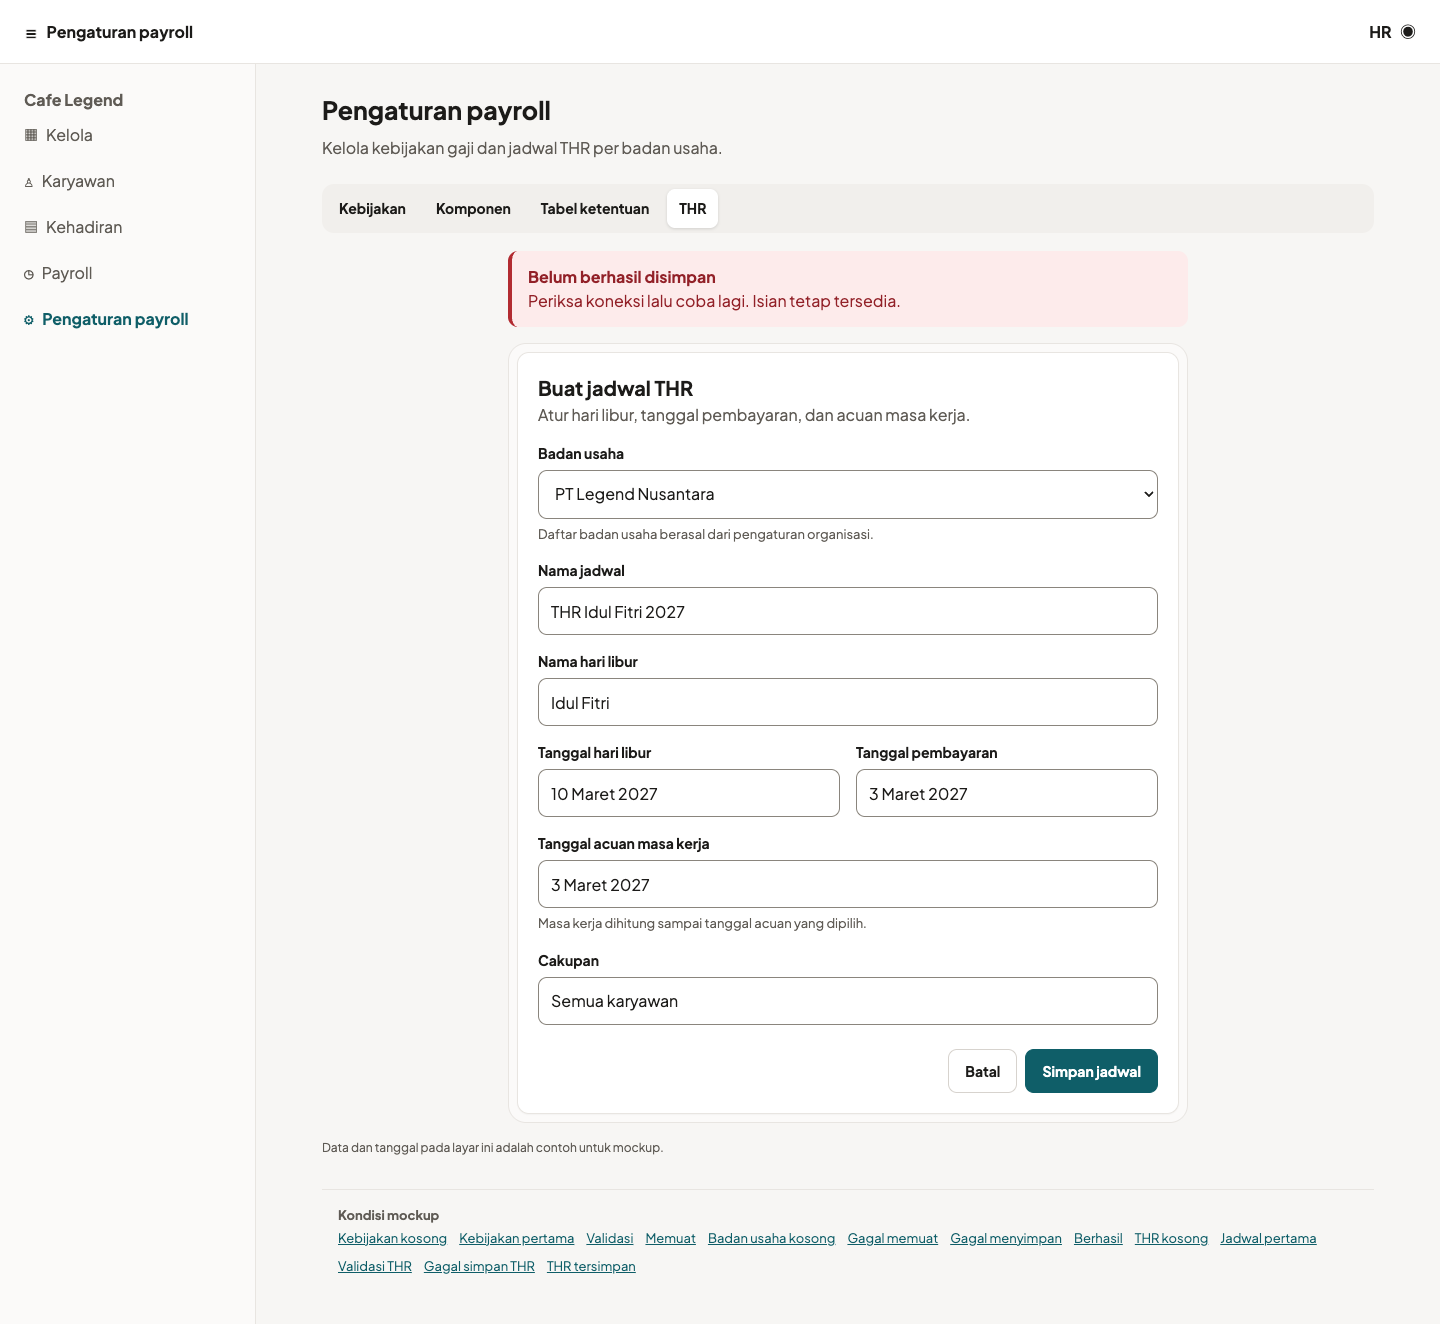 Pengaturan payroll
HR
Cafe Legend
Kelola
Karyawan
Kehadiran
Payroll
Pengaturan payroll
Pengaturan payroll
Kelola kebijakan gaji dan jadwal THR per badan usaha.
Kebijakan Komponen Tabel ketentuan THR
Belum berhasil disimpan
Periksa koneksi lalu coba lagi. Isian tetap tersedia.
Buat jadwal THR
Atur hari libur, tanggal pembayaran, dan acuan masa kerja.
Badan usaha
PT Legend Nusantara
Daftar badan usaha berasal dari pengaturan organisasi.
Nama jadwal
THR Idul Fitri 2027
Nama hari libur
Idul Fitri
Tanggal hari libur Tanggal pembayaran
10 Maret 2027 3 Maret 2027
Tanggal acuan masa kerja
3 Maret 2027
Masa kerja dihitung sampai tanggal acuan yang dipilih.
Cakupan
Semua karyawan
Batal Simpan jadwal
Data dan tanggal pada layar ini adalah contoh untuk mockup.
Kondisi mockup
Kebijakan kosong Kebijakan pertama Validasi Memuat Badan usaha kosong Gagal memuat Gagal menyimpan Berhasil THR kosong Jadwal pertama
Validasi THR Gagal simpan THR THR tersimpan